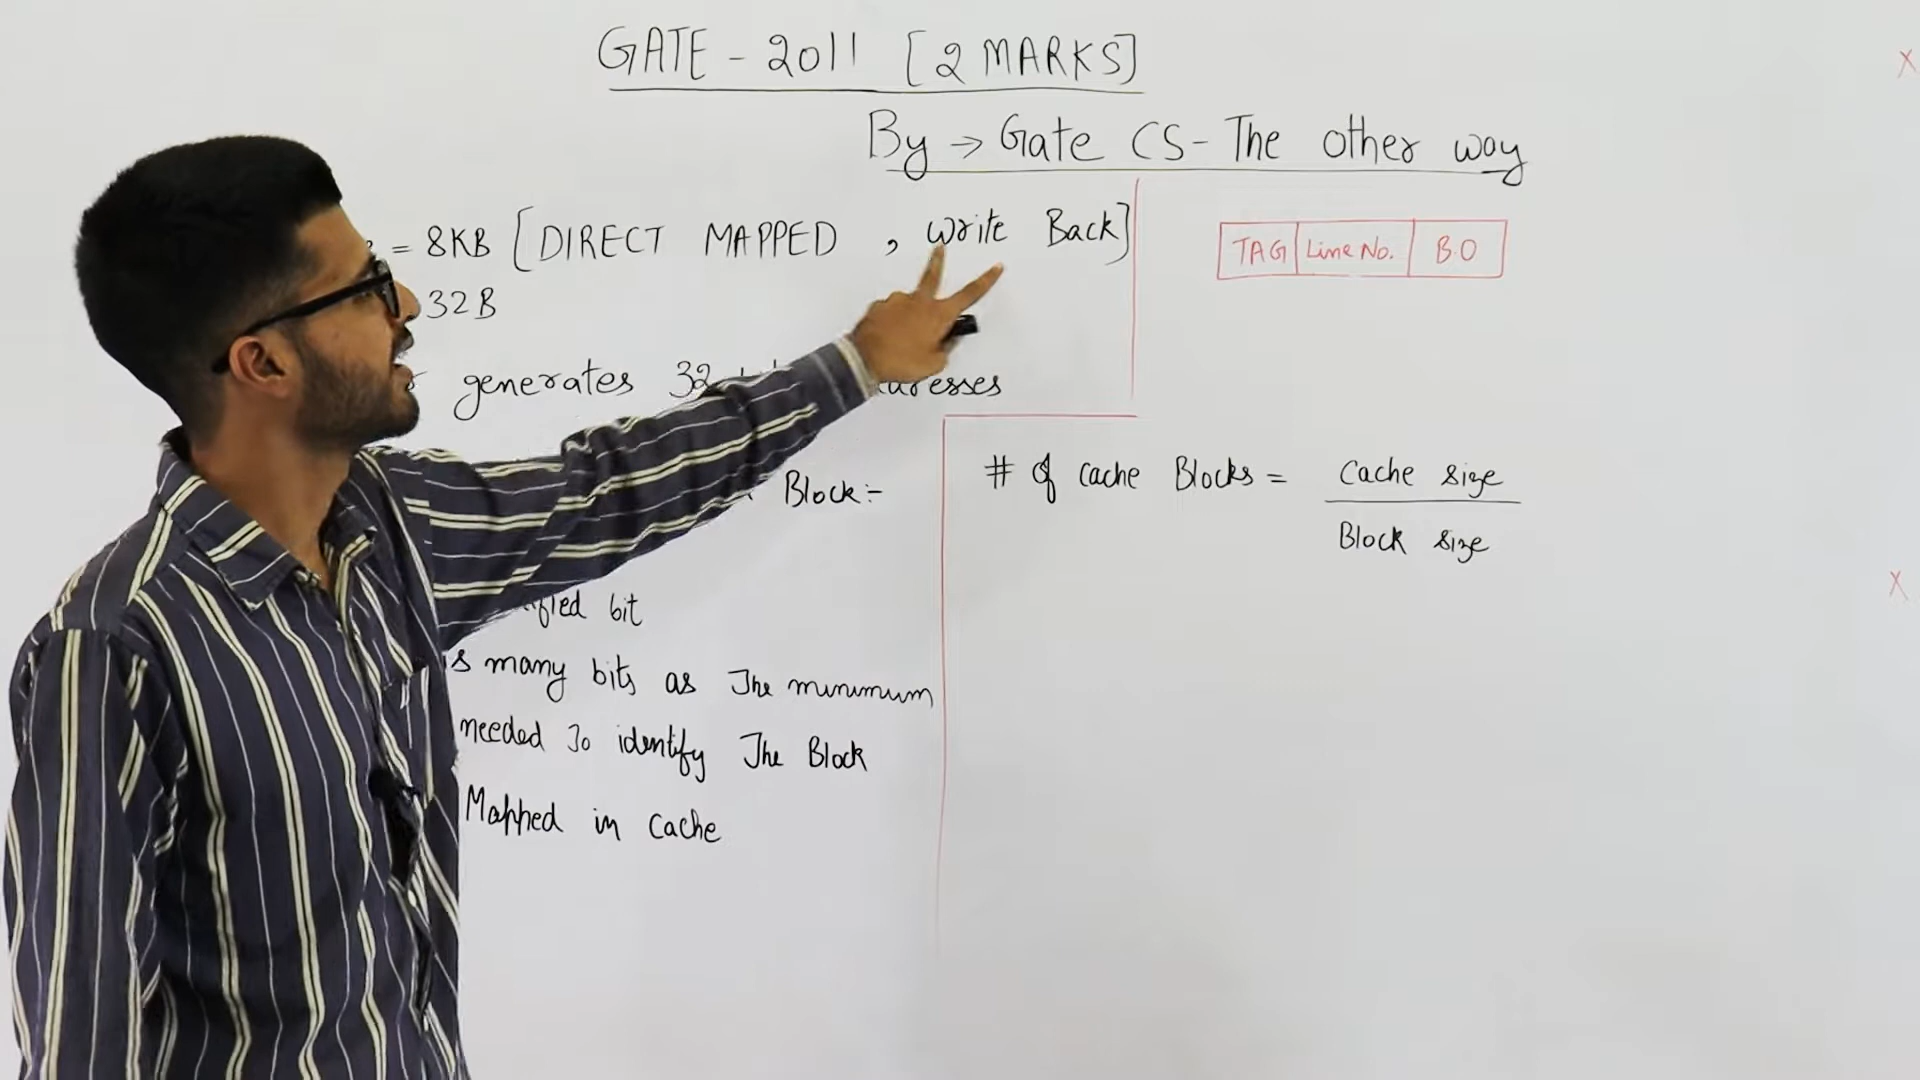 GATE - 2011 [2 MARKS]
By → Gate CS - The other way
= 8KB [DIRECT MAPPED , Write Back]
32B
generates 32
Block :-
bit
many bits as The minimum
needed To identify The Block
Mapped in cache
TAG Line No. B.O
# of cache Blocks = Cache size
Block size
X
X